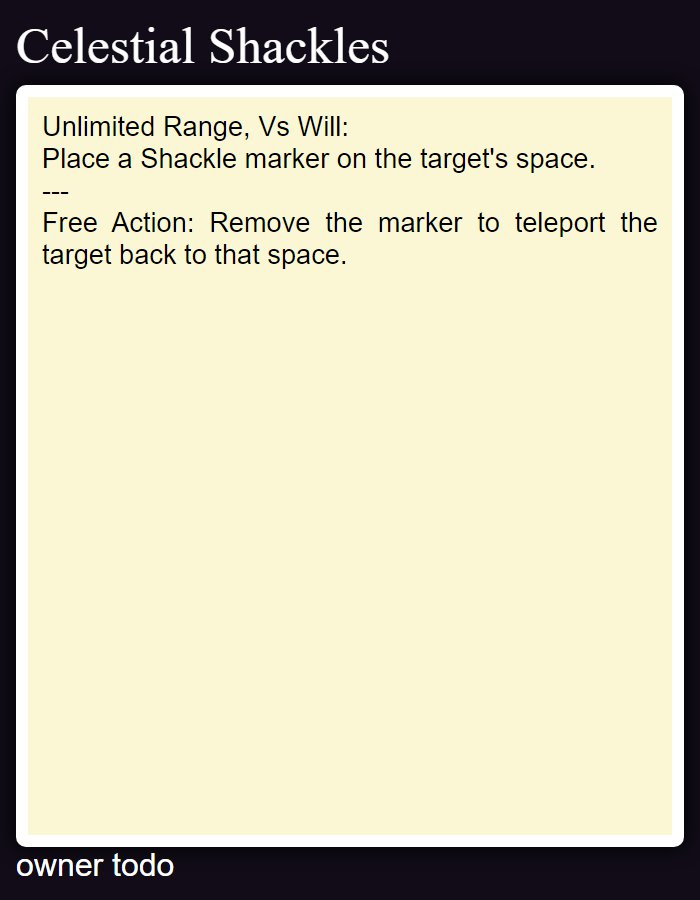 Celestial Shackles
Unlimited Range, Vs Will:
Place a Shackle marker on the target's space.
---
Free Action: Remove the marker to teleport the
target back to that space.
owner todo